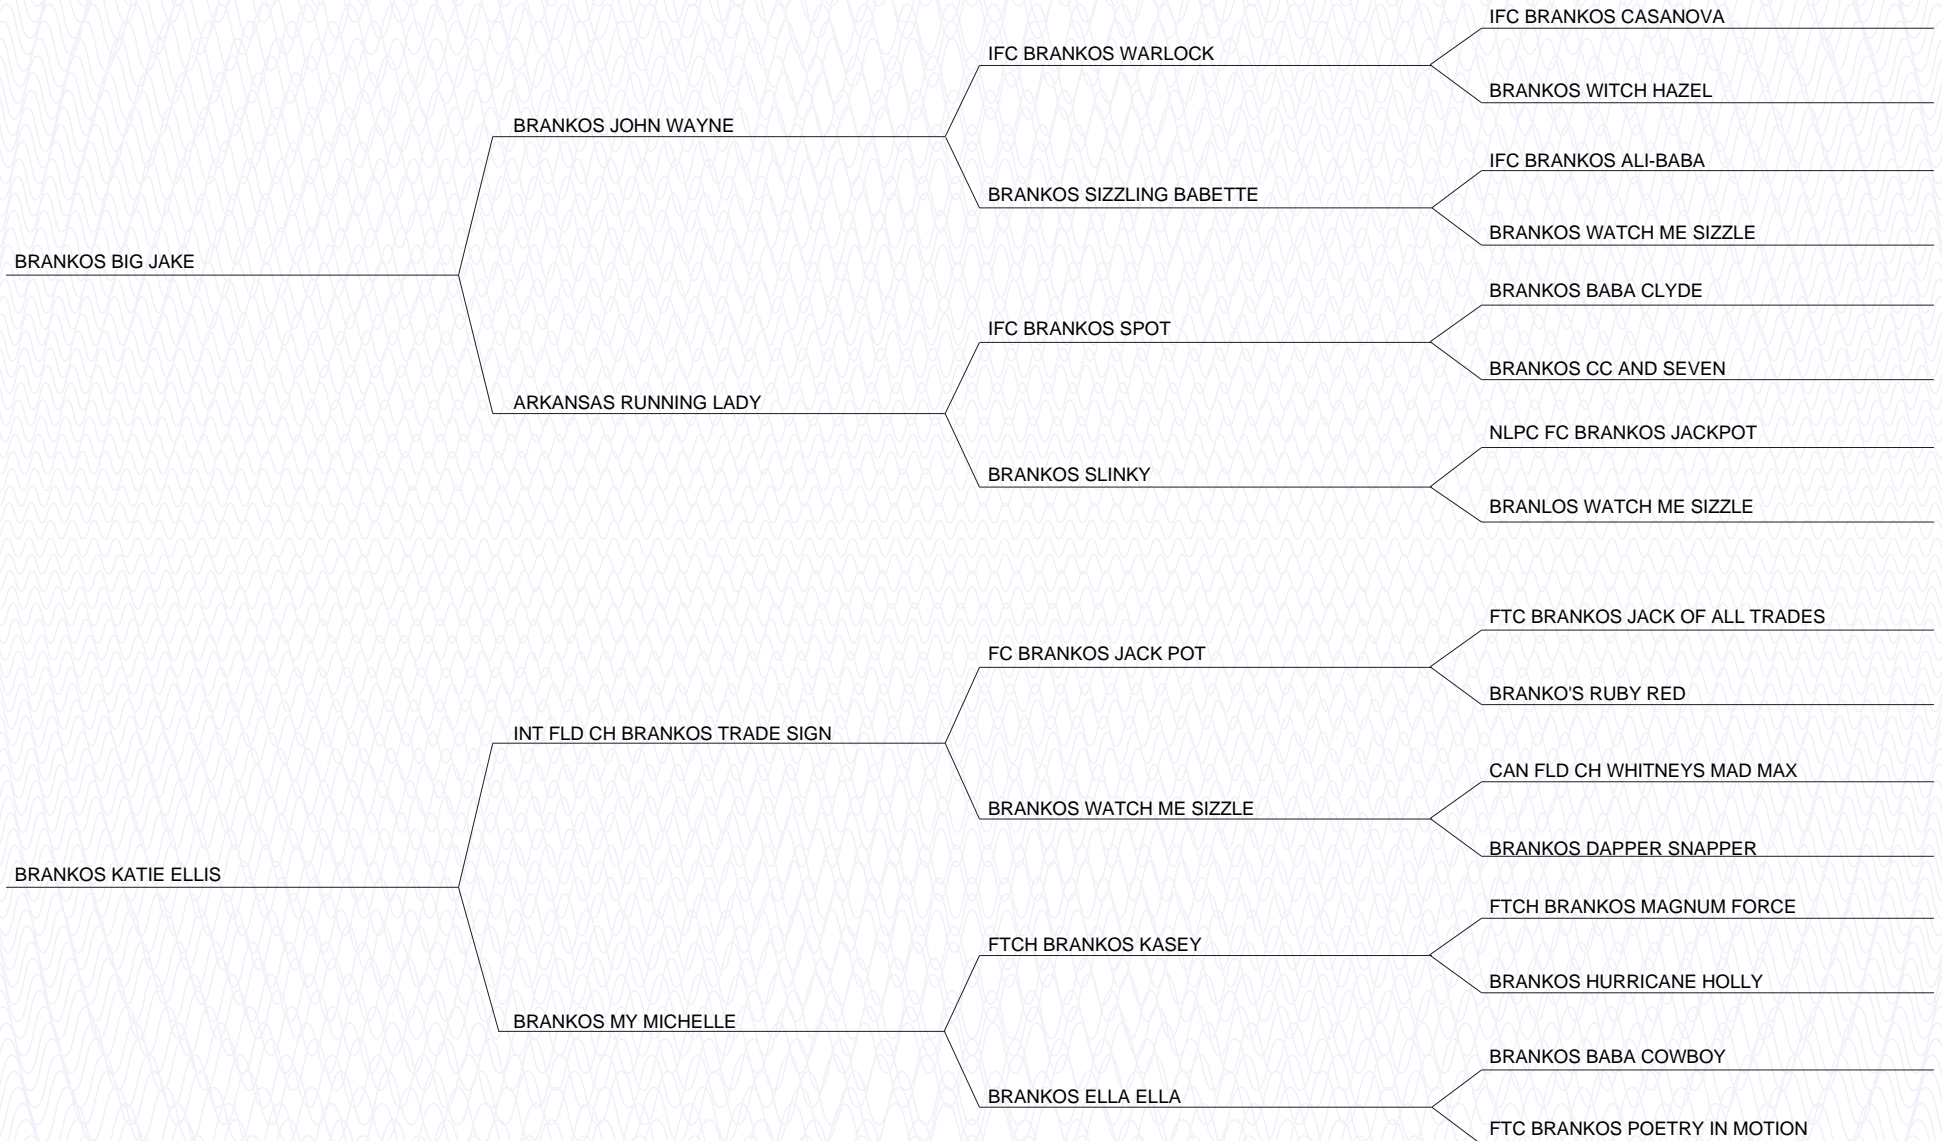 IFC BRANKOS CASANOVA
IFC BRANKOS WARLOCK
BRANKOS WITCH HAZEL
BRANKOS JOHN WAYNE
IFC BRANKOS ALI-BABA
BRANKOS SIZZLING BABETTE
BRANKOS WATCH ME SIZZLE
BRANKOS BIG JAKE
BRANKOS BABA CLYDE
IFC BRANKOS SPOT
BRANKOS CC AND SEVEN
ARKANSAS RUNNING LADY
NLPC FC BRANKOS JACKPOT
BRANKOS SLINKY
BRANLOS WATCH ME SIZZLE
FTC BRANKOS JACK OF ALL TRADES
FC BRANKOS JACK POT
BRANKO'S RUBY RED
INT FLD CH BRANKOS TRADE SIGN
CAN FLD CH WHITNEYS MAD MAX
BRANKOS WATCH ME SIZZLE
BRANKOS DAPPER SNAPPER
BRANKOS KATIE ELLIS
FTCH BRANKOS MAGNUM FORCE
FTCH BRANKOS KASEY
BRANKOS HURRICANE HOLLY
BRANKOS MY MICHELLE
BRANKOS BABA COWBOY
BRANKOS ELLA ELLA
FTC BRANKOS POETRY IN MOTION